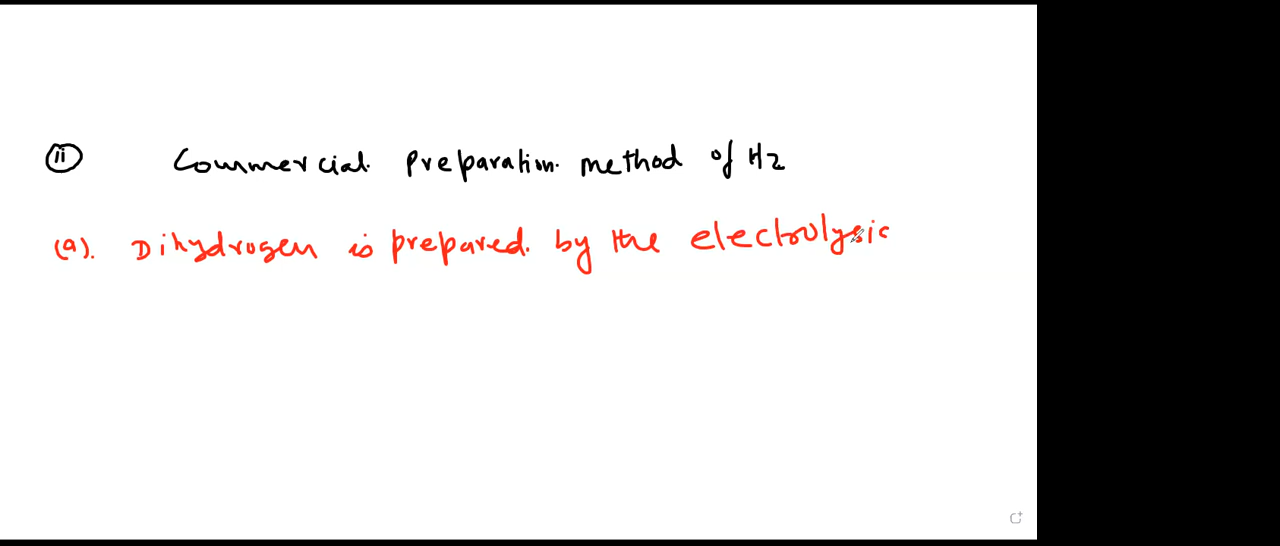 (ii) Commercial Preparation method of H2
(a). Dihydrogen is prepared by the electrolysis